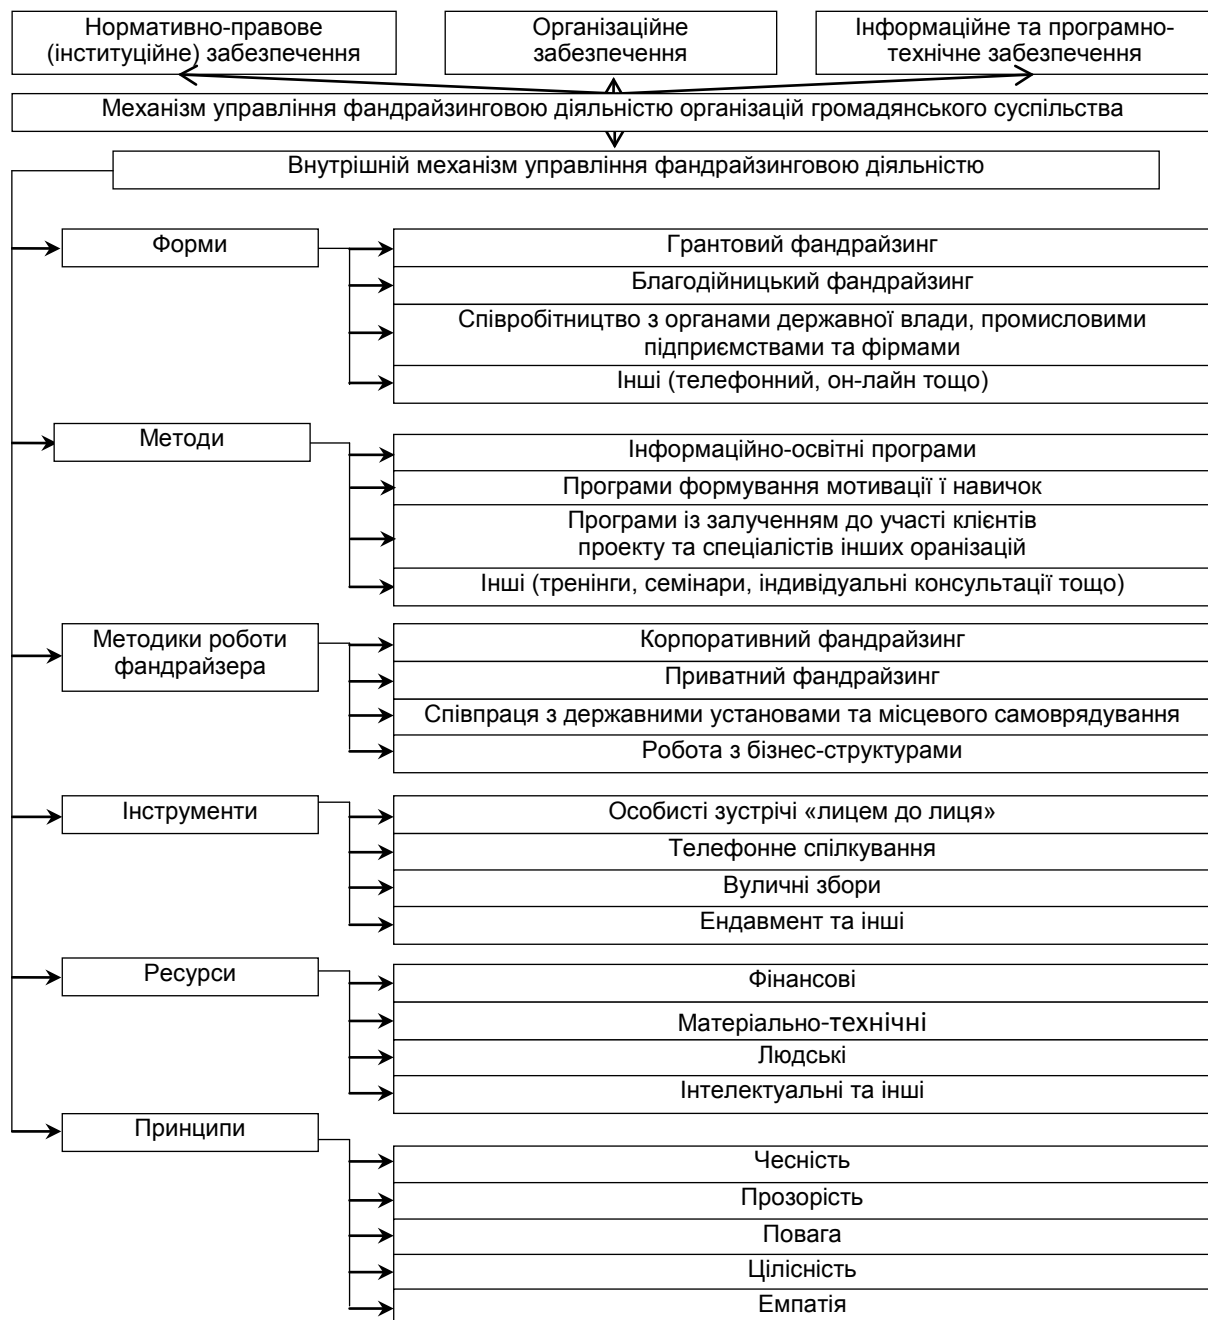 Нормативно-правове
(інституційне) забезпечення
Організаційне
забезпечення
Інформаційне та програмно-
технічне забезпечення
Механізм управління фандрайзинговою діяльністю організацій громадянського суспільства
Внутрішній механізм управління фандрайзинговою діяльністю
Форми
Грантовий фандрайзинг
Благодійницький фандрайзинг
Співробітництво з органами державної влади, промисловими
підприємствами та фірмами
Інші (телефонний, он-лайн тощо)
Методи
Інформаційно-освітні програми
Програми формування мотивації ї навичок
Програми із залученням до участі клієнтів
проекту та спеціалістів інших оранізацій
Інші (тренінги, семінари, індивідуальні консультації тощо)
Методики роботи
фандрайзера
Корпоративний фандрайзинг
Приватний фандрайзинг
Співпраця з державними установами та місцевого самоврядування
Робота з бізнес-структурами
Інструменти
Особисті зустрічі «лицем до лиця»
Телефонне спілкування
Вуличні збори
Ендавмент та інші
Ресурси
Фінансові
Матеріально-технічні
Людські
Інтелектуальні та інші
Принципи
Чесність
Прозорість
Повага
Цілісність
Емпатія